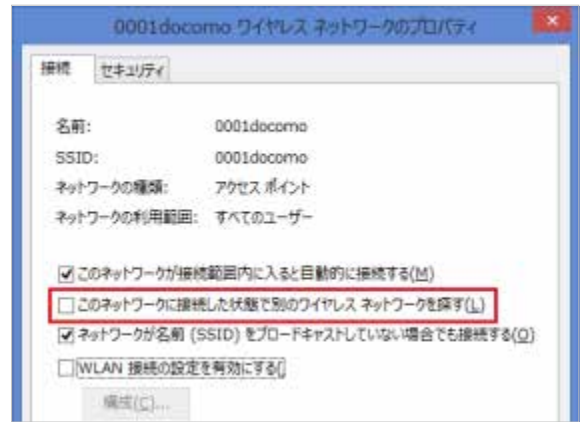 0001docomo ワイヤレス ネットワークのプロパティ
接続 セキュリティ
名前: 0001docomo
SSID: 0001docomo
ネットワークの種類: アクセス ポイント
ネットワークの利用範囲: すべてのユーザー
このネットワークが接続範囲内に入ると自動的に接続する(M)
このネットワークに接続した状態で別のワイヤレス ネットワークを探す(L)
ネットワークが名前 (SSID) をブロードキャストしていない場合でも接続する(O)
WLAN 接続の設定を有効にする(
構成(C)...